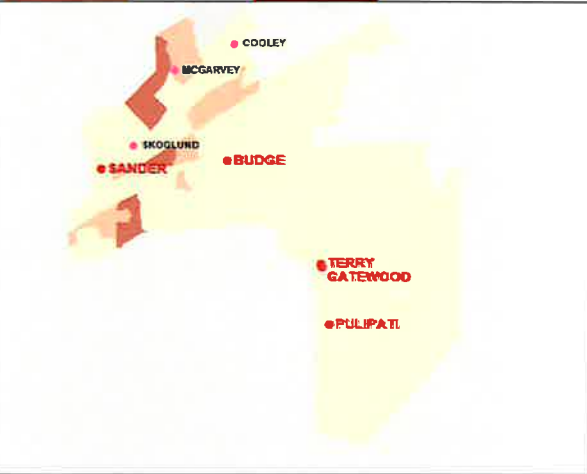 COOLEY
MCGARVEY
SKOGLUND
SANDER
BUDGE
TERRY
GATEWOOD
PULIPATI